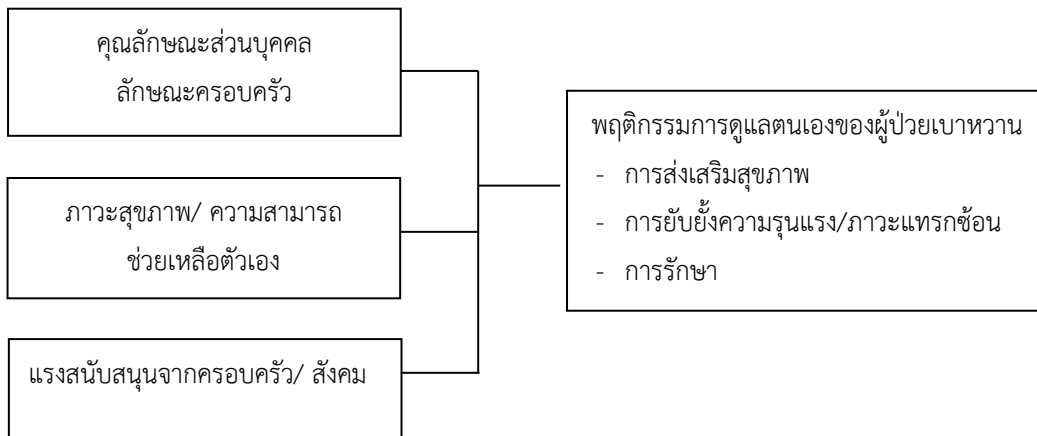 คุณลักษณะส่วนบุคคล
ลักษณะครอบครัว
ภาวะสุขภาพ/ ความสามารถ
ช่วยเหลือตัวเอง
แรงสนับสนุนจากครอบครัว/ สังคม
พฤติกรรมการดูแลตนเองของผู้ป่วยเบาหวาน
- การส่งเสริมสุขภาพ
- การยับยั้งความรุนแรง/ภาวะแทรกซ้อน
- การรักษา